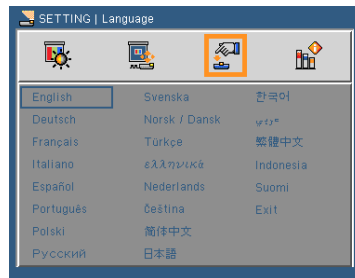 SETTING | Language
English
Deutsch
Français
Italiano
Español
Português
Polski
Русский
Svenska
Norsk / Dansk
Türkçe
ελληνικά
Nederlands
čeština
简体中文
日本語
한국어
繁體中文
Indonesia
Suomi
Exit